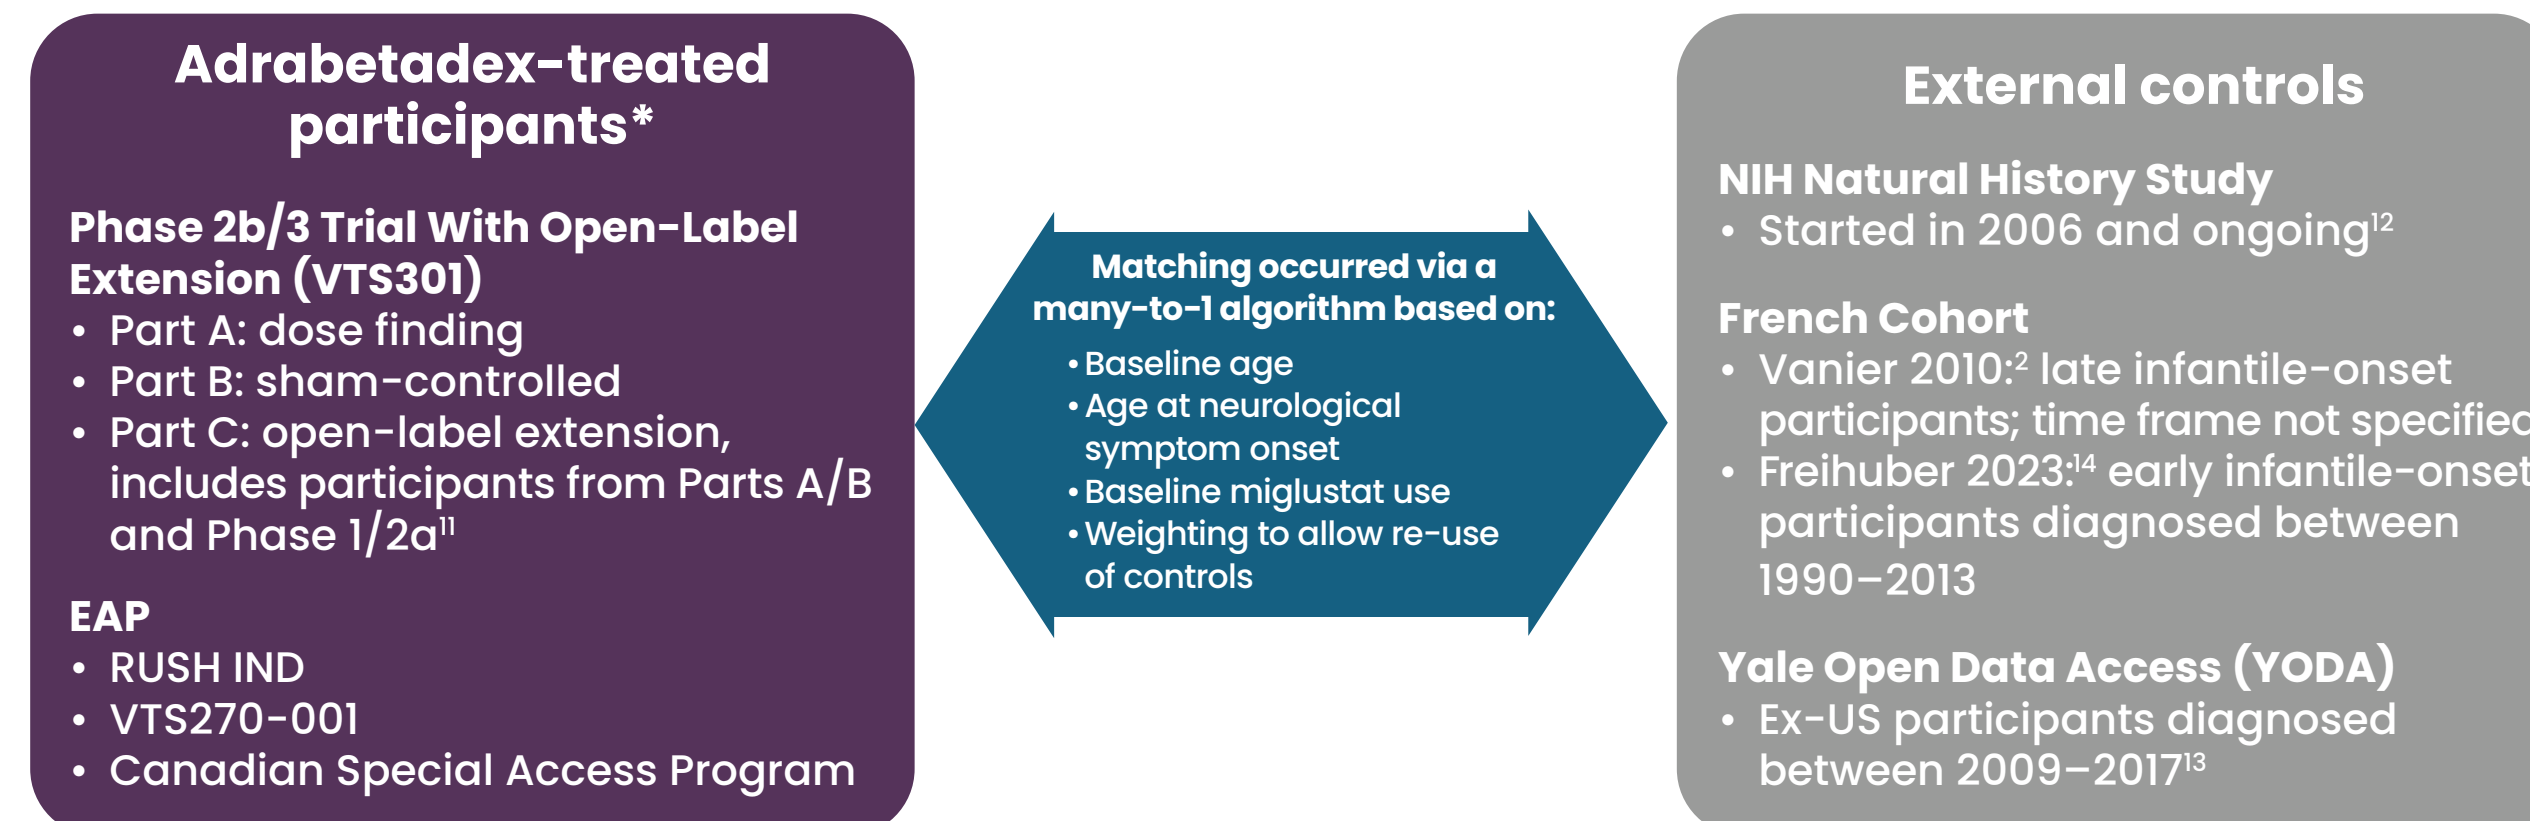 Adrabetadex-treated
participants*
Phase 2b/3 Trial With Open-Label
Extension (VTS301)
• Part A: dose finding
• Part B: sham-controlled
• Part C: open-label extension,
includes participants from Parts A/B
and Phase 1/2a¹¹
EAP
• RUSH IND
• VTS270-001
• Canadian Special Access Program
Matching occurred via a
many-to-1 algorithm based on:
• Baseline age
• Age at neurological
symptom onset
• Baseline miglustat use
• Weighting to allow re-use
of controls
External controls
NIH Natural History Study
• Started in 2006 and ongoing¹²
French Cohort
• Vanier 2010:² late infantile-onset
participants; time frame not specified
• Freihuber 2023:¹⁴ early infantile-onset
participants diagnosed between
1990–2013
Yale Open Data Access (YODA)
• Ex-US participants diagnosed
between 2009–2017¹³